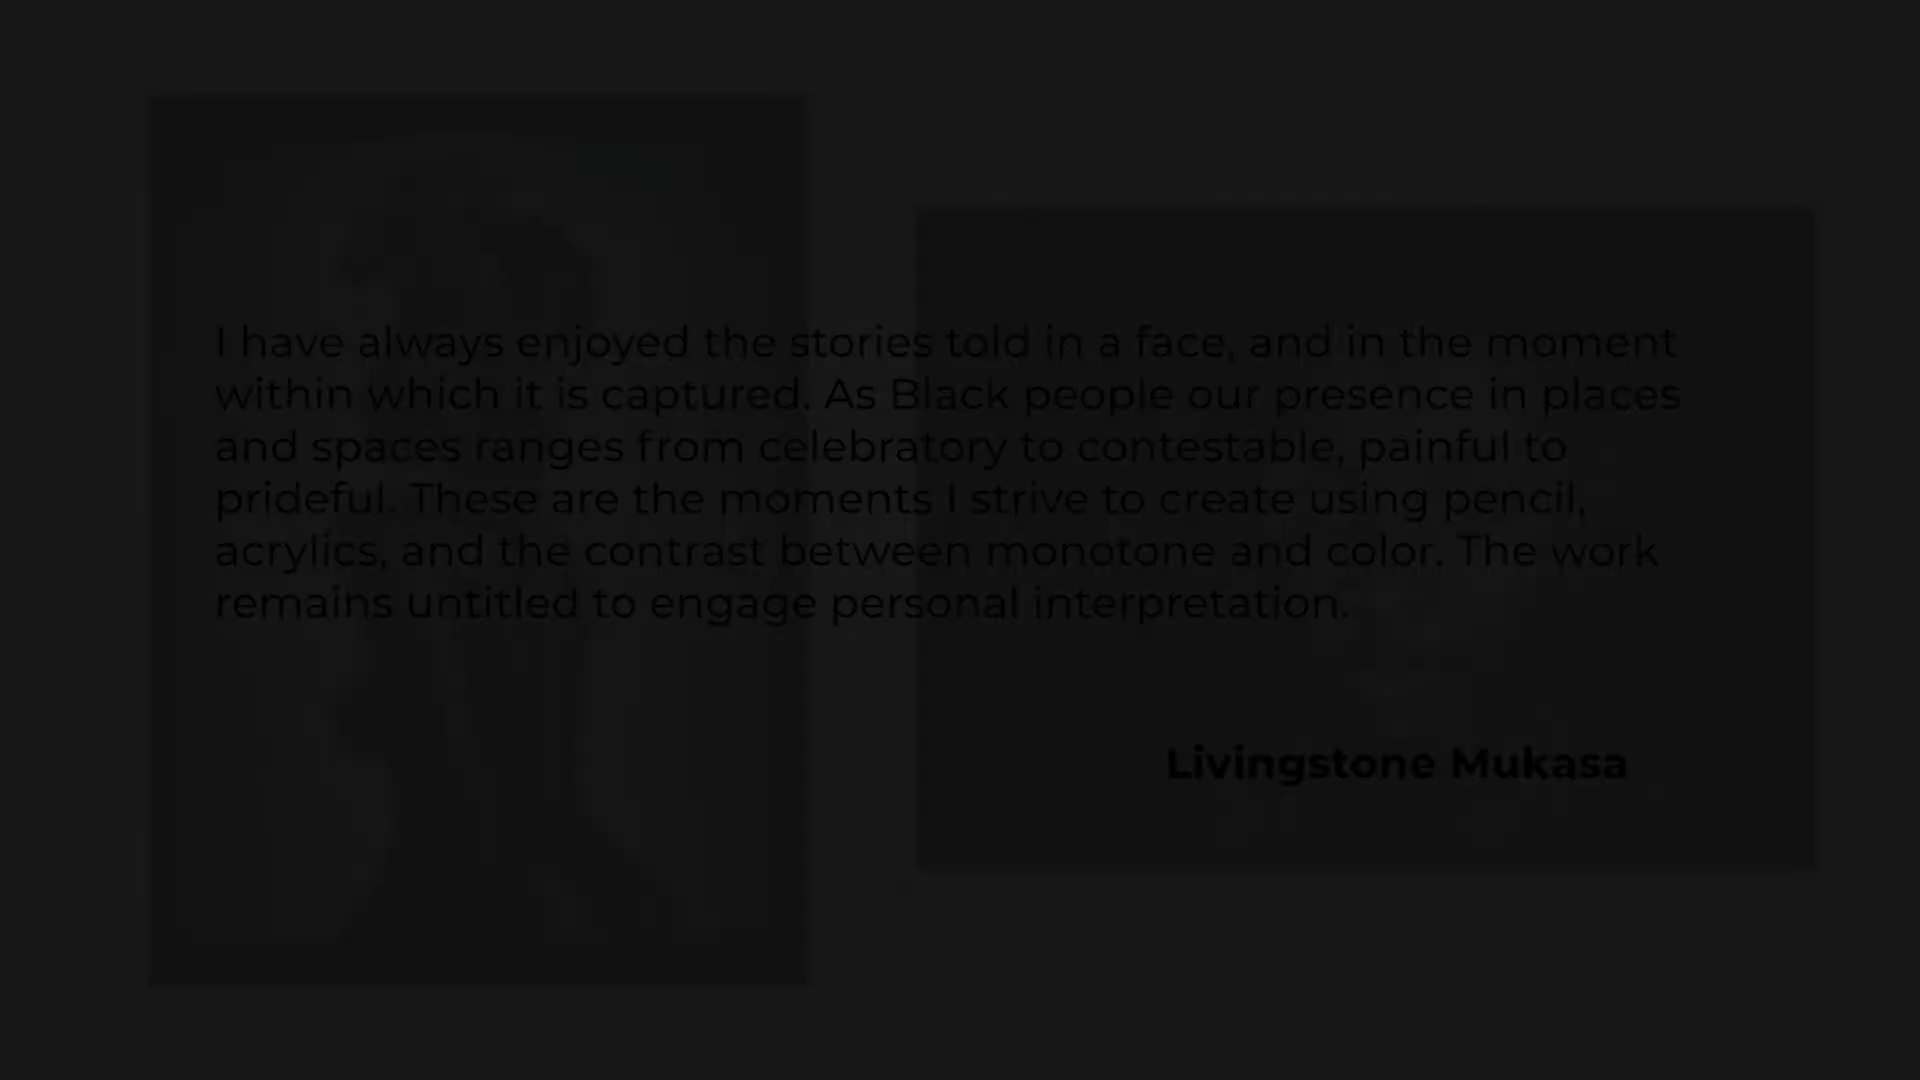 I have always enjoyed the stories told in a face, and in the moment
within which it is captured. As Black people our presence in places
and spaces ranges from celebratory to contestable, painful to
prideful. These are the moments I strive to create using pencil,
acrylics, and the contrast between monotone and color. The work
remains untitled to engage personal interpretation.
Livingstone Mukasa